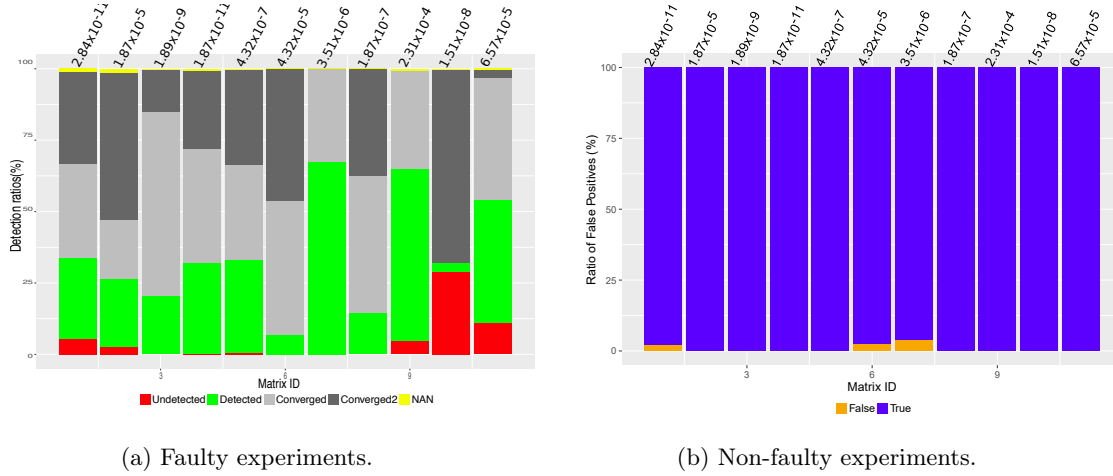 2.84x10-11
1.87x10-5
1.89x10-9
1.87x10-11
4.32x10-7
4.32x10-5
3.51x10-6
1.87x10-8
2.31x10-4
1.51x10-8
6.57x10-5
Detection ratios(%)
100
75
50
25
0
3
6
9
Matrix ID
Undetected Detected Converged Converged2 NAN
(a) Faulty experiments.
2.84x10-11
1.87x10-5
1.89x10-9
1.87x10-11
4.32x10-7
4.32x10-5
3.51x10-6
1.87x10-7
2.31x10-4
1.51x10-8
6.57x10-5
Ratio of False Positives (%)
100
75
50
25
0
3
6
9
Matrix ID
False True
(b) Non-faulty experiments.